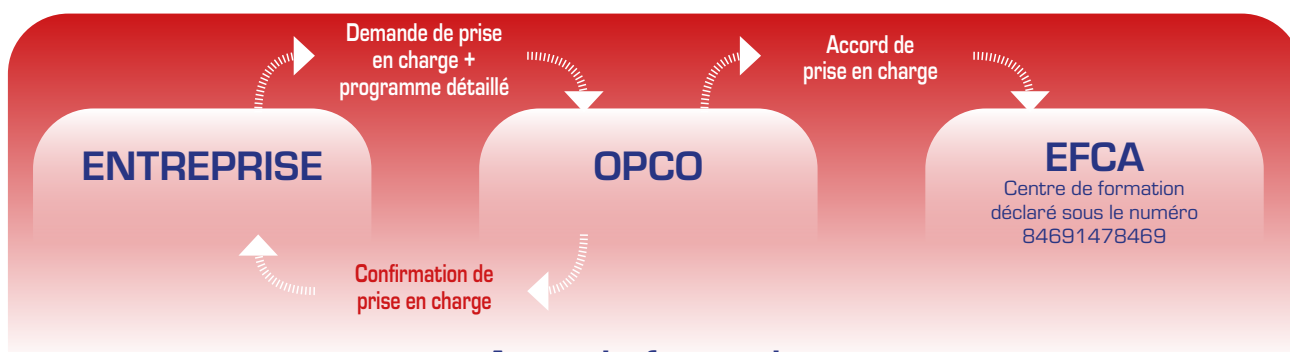 Demande de prise
en charge +
programme détaillé
Accord de
prise en charge
ENTREPRISE
OPCO
EFCA
Centre de formation
déclaré sous le numéro
84691478469
Confirmation de
prise en charge